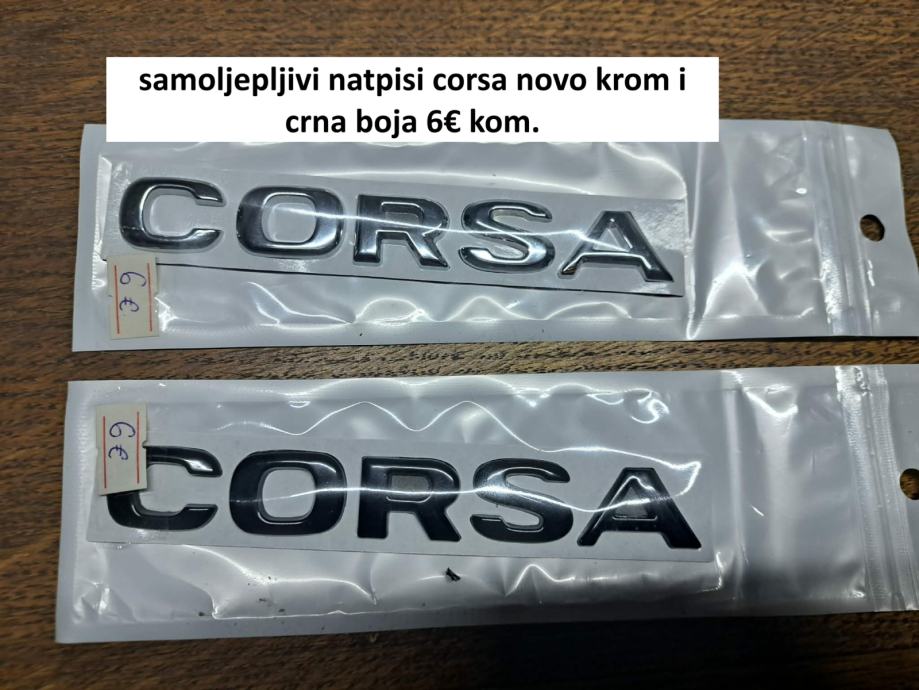 samoljepljivi natpisi corsa novo krom i
crna boja 6€ kom.
CORSA
6€
6€
CORSA